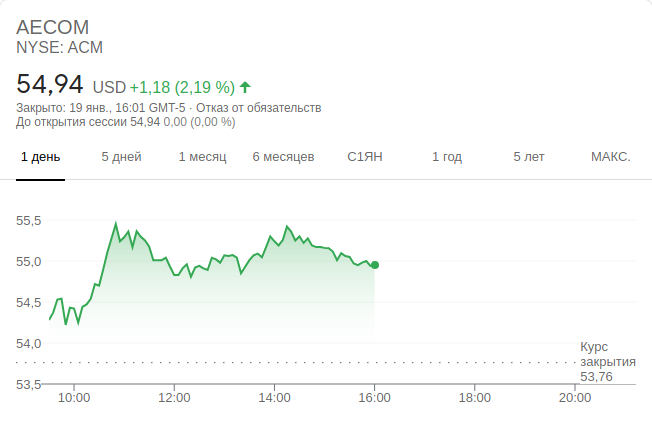 AECOM
NYSE: ACM
54,94 USD +1,18 (2,19 %)
Закрыто: 19 янв., 16:01 GMT-5 · Отказ от обязательств
До открытия сессии 54,94 0,00 (0,00 %)
1 день 5 дней 1 месяц 6 месяцев С1ЯН 1 год 5 лет МАКС.
55,5
55,0
54,5
54,0
Курс
закрытия
53,76
53,5
10:00 12:00 14:00 16:00 18:00 20:00